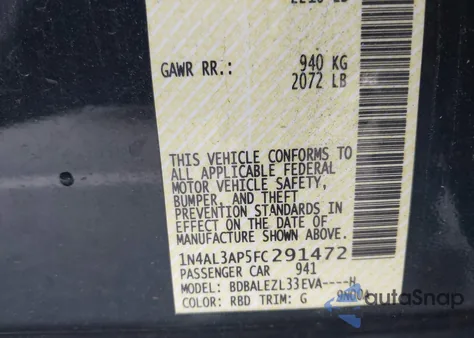 GAWR RR.: 940 KG
2072 LB
THIS VEHICLE CONFORMS TO
ALL APPLICABLE FEDERAL
MOTOR VEHICLE SAFETY,
BUMPER, AND THEFT
PREVENTION STANDARDS IN
EFFECT ON THE DATE OF
MANUFACTURE SHOWN ABOVE.
1N4AL3AP5FC291472
PASSENGER CAR 941
MODEL: BDBALEZL33EVA----H
COLOR: RBD TRIM: G
autoSnap